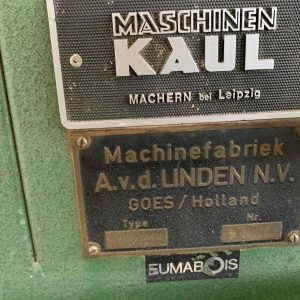 MASCHINEN
KAUL
MACHERN bei Leipzig
Machinefabriek
A.v.d. LINDEN N.V.
GOES/Holland
Type Nr.
EUMABOIS